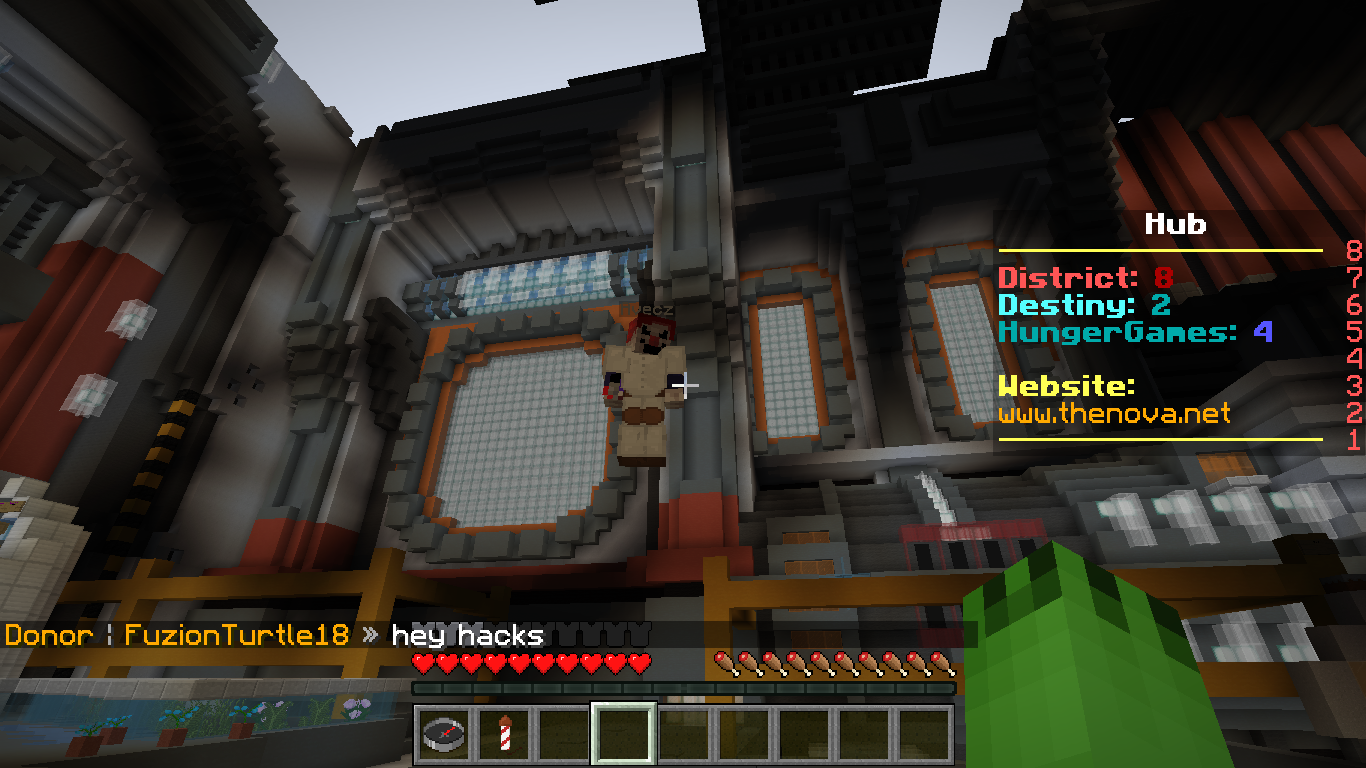 Hub
8
District: 8 7
Destiny: 2 6
HungerGames: 4 5
4
Website: 3
www.thenova.net 2
1
Donor ¦ FuzionTurtle18 » hey hacks